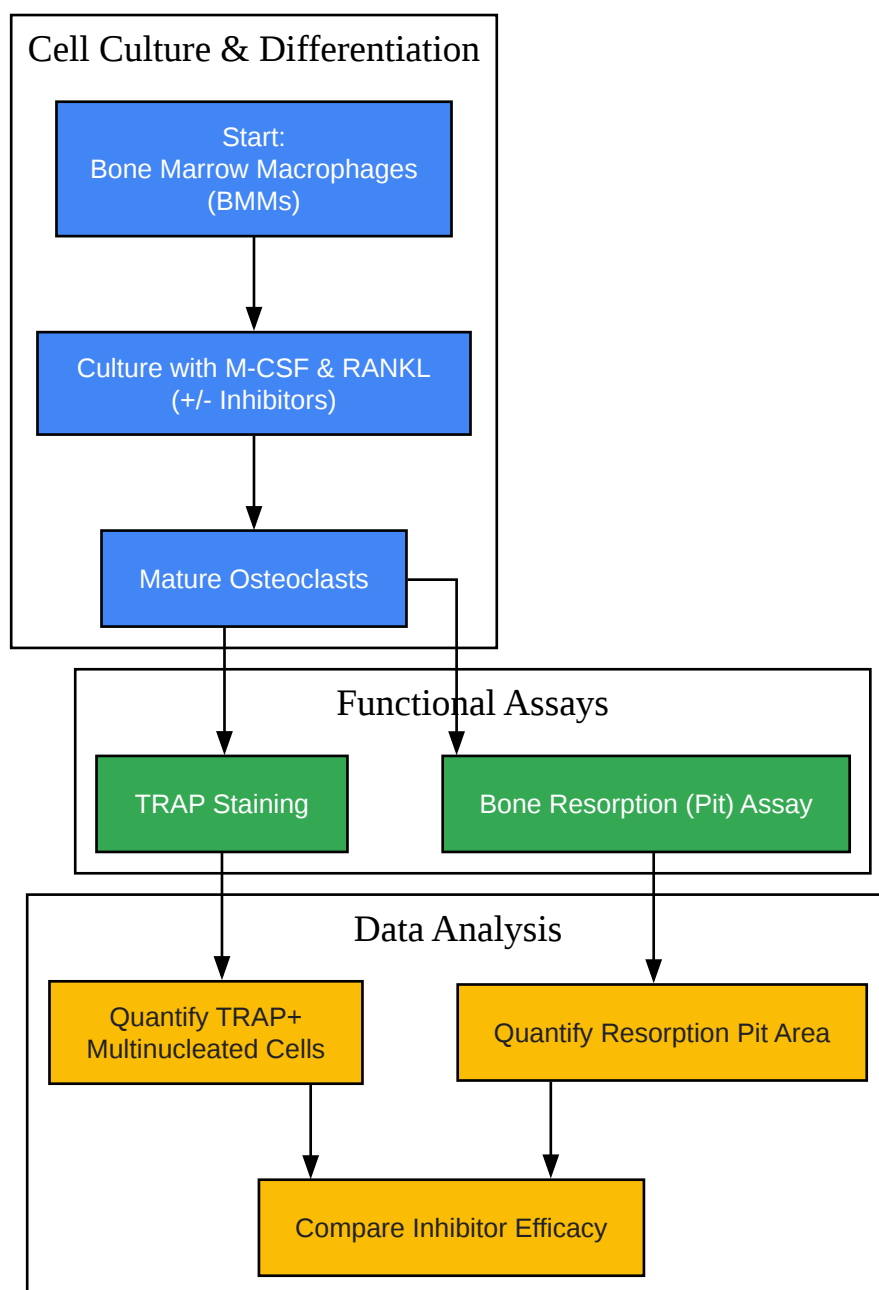 Cell Culture & Differentiation
Start:
Bone Marrow Macrophages
(BMMs)
Culture with M-CSF & RANKL
(+/- Inhibitors)
Mature Osteoclasts
Functional Assays
TRAP Staining
Bone Resorption (Pit) Assay
Data Analysis
Quantify TRAP+
Multinucleated Cells
Quantify Resorption Pit Area
Compare Inhibitor Efficacy